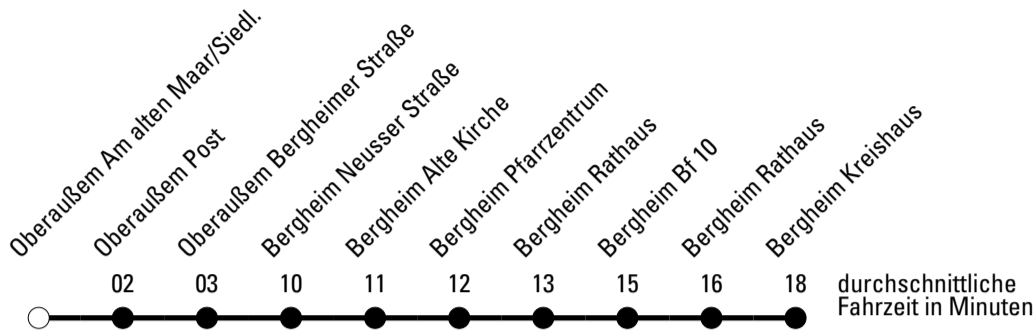 Oberaußem Am alten Maar/Siedl.
Oberaußem Post
Oberaußem Bergheimer Straße
Bergheim Neusser Straße
Bergheim Alte Kirche
Bergheim Pfarrzentrum
Bergheim Rathaus
Bergheim Bf 10
Bergheim Rathaus
Bergheim Kreishaus
02 03 10 11 12 13 15 16 18
durchschnittliche
Fahrzeit in Minuten